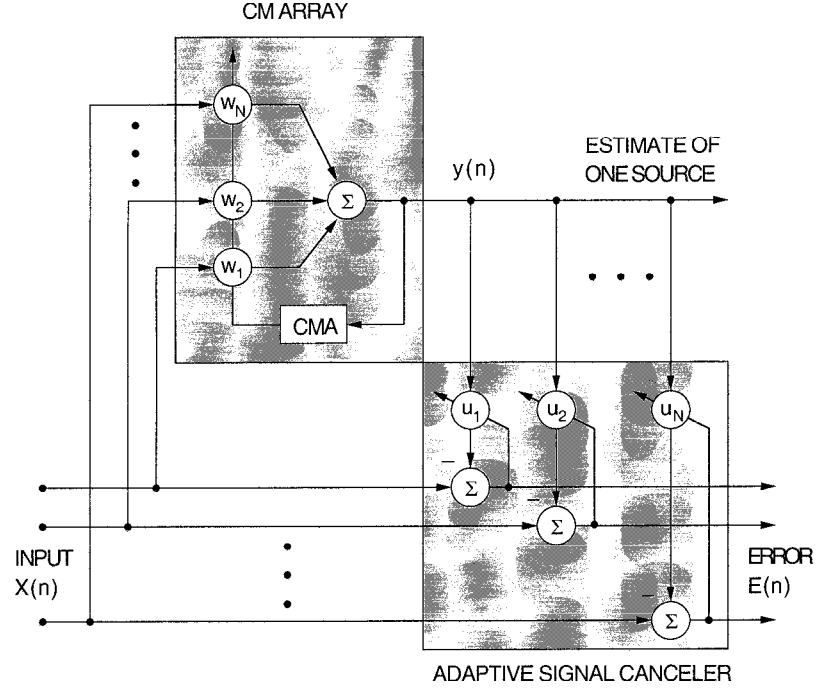 CM ARRAY
w_N
w_2
w_1
Σ
CMA
y(n)
ESTIMATE OF
ONE SOURCE
u_1
u_2
u_N
–
Σ
–
Σ
–
Σ
INPUT
X(n)
ERROR
E(n)
ADAPTIVE SIGNAL CANCELER